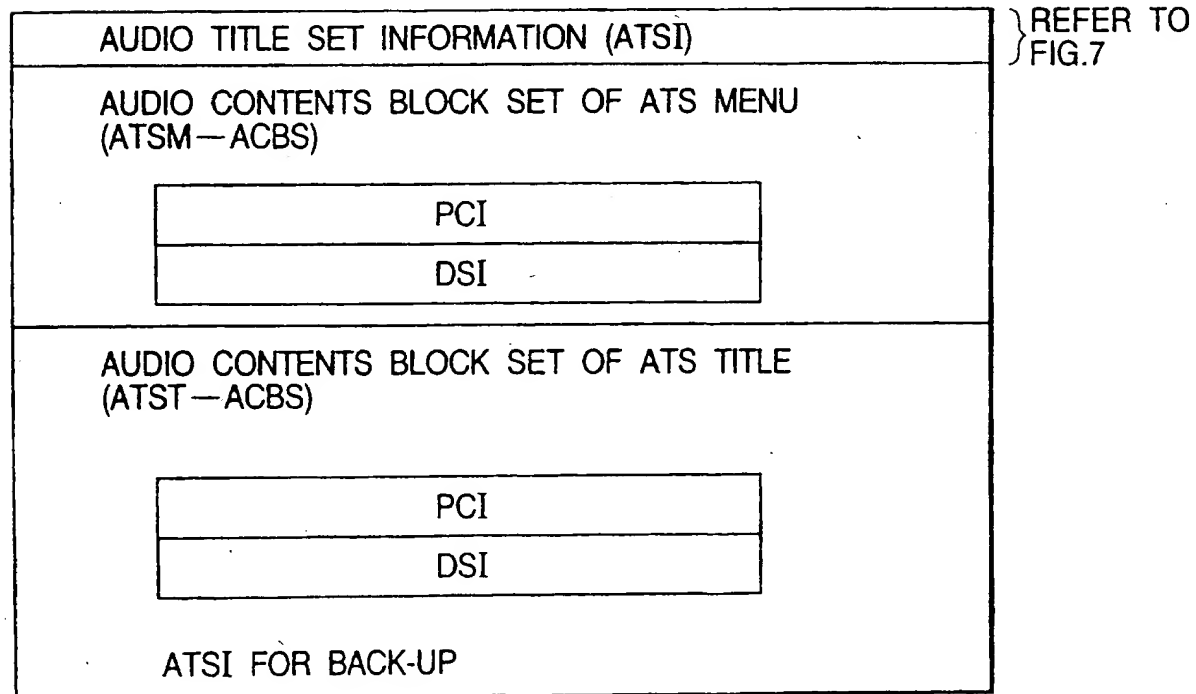 AUDIO TITLE SET INFORMATION (ATSI)
REFER TO
FIG.7
AUDIO CONTENTS BLOCK SET OF ATS MENU
(ATSM—ACBS)
PCI
DSI
AUDIO CONTENTS BLOCK SET OF ATS TITLE
(ATST—ACBS)
PCI
DSI
ATSI FOR BACK-UP